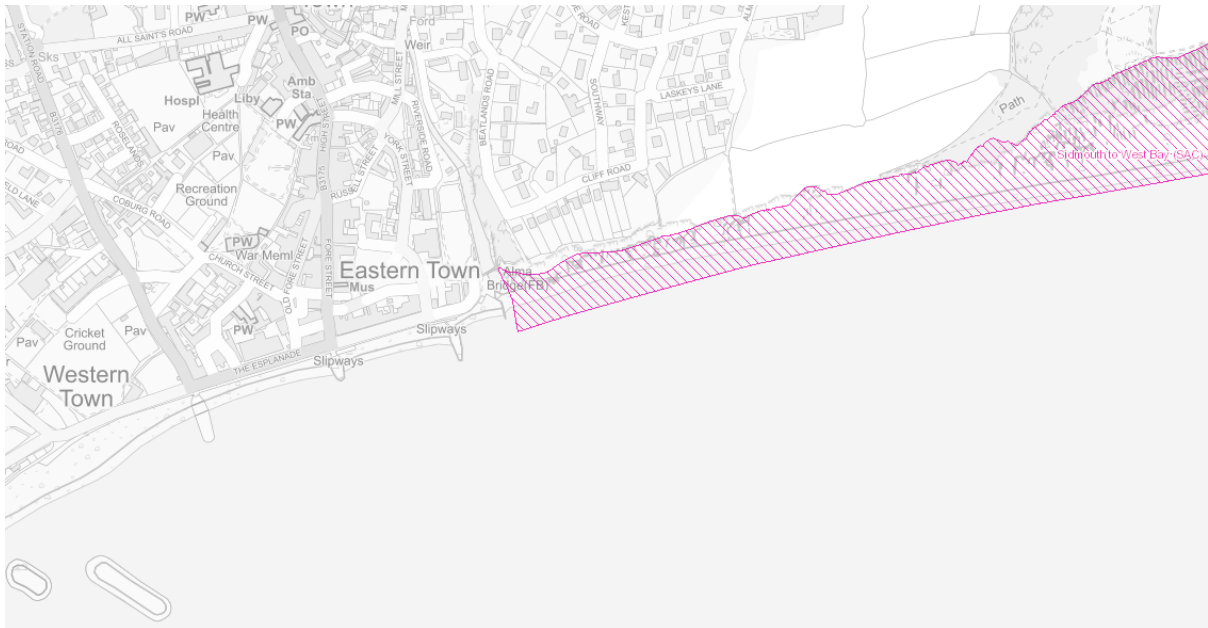 Town
PW
PW
PO
Ford
Weir
ALL SAINT'S ROAD
Sks
STATION ROAD
B3176
Amb
Sta
MILL STREET
Hospl
Liby
Health
Centre
PW
Pav
ROSELANDS
HIGH STREET
B3175
RIVERSIDE ROAD
BEATLANDS ROAD
SOUTHWAY
LASKEYS LANE
Path
YORK STREET
RUSSELL STREET
Pav
Recreation
Ground
COBURG ROAD
CLIFF ROAD
Sidmouth to West Bay (SAC)
PW
War Meml
CHURCH STREET
OLD FORE STREET
FORE STREET
Eastern Town
Mus
Alma
Bridge(FB)
Pav
Cricket
Ground
Pav
PW
Slipways
THE ESPLANADE
Slipways
Western
Town